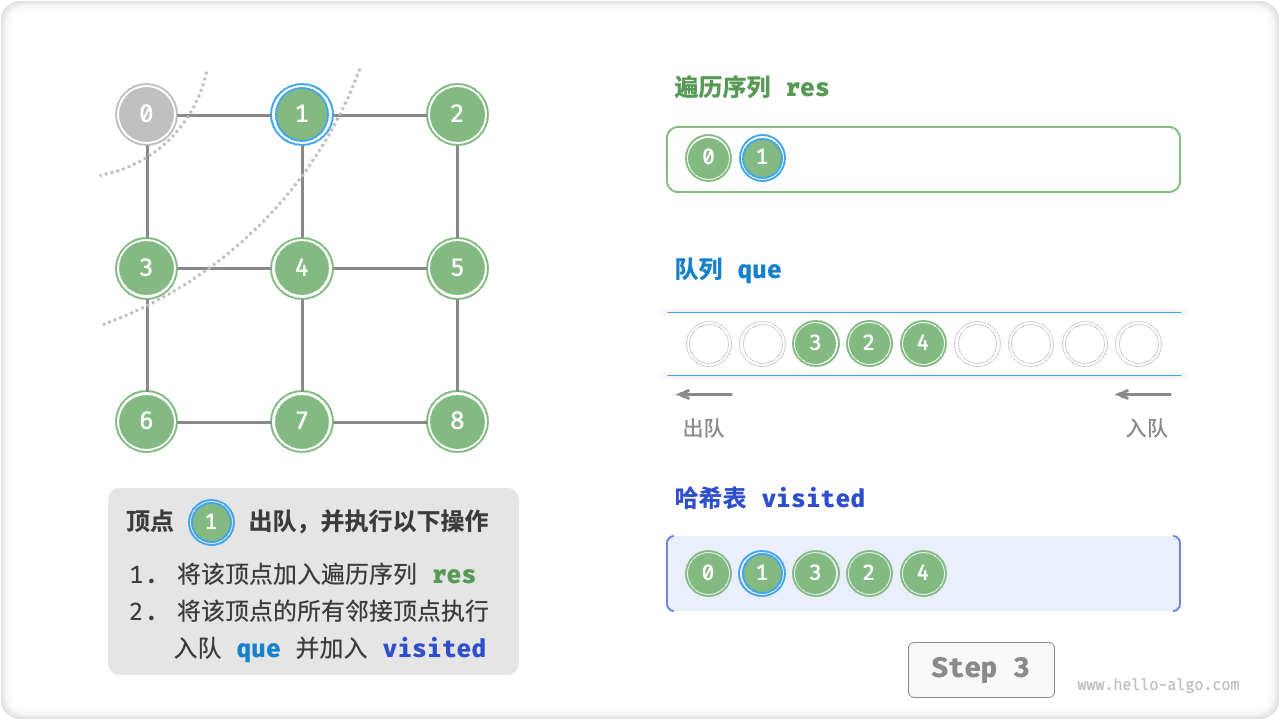 0 1 2
3 4 5
6 7 8
顶点 1 出队，并执行以下操作
1. 将该顶点加入遍历序列 res
2. 将该顶点的所有邻接顶点执行
入队 que 并加入 visited
遍历序列 res
0 1
队列 que
3 2 4
出队 入队
哈希表 visited
0 1 3 2 4
Step 3
www.hello-algo.com